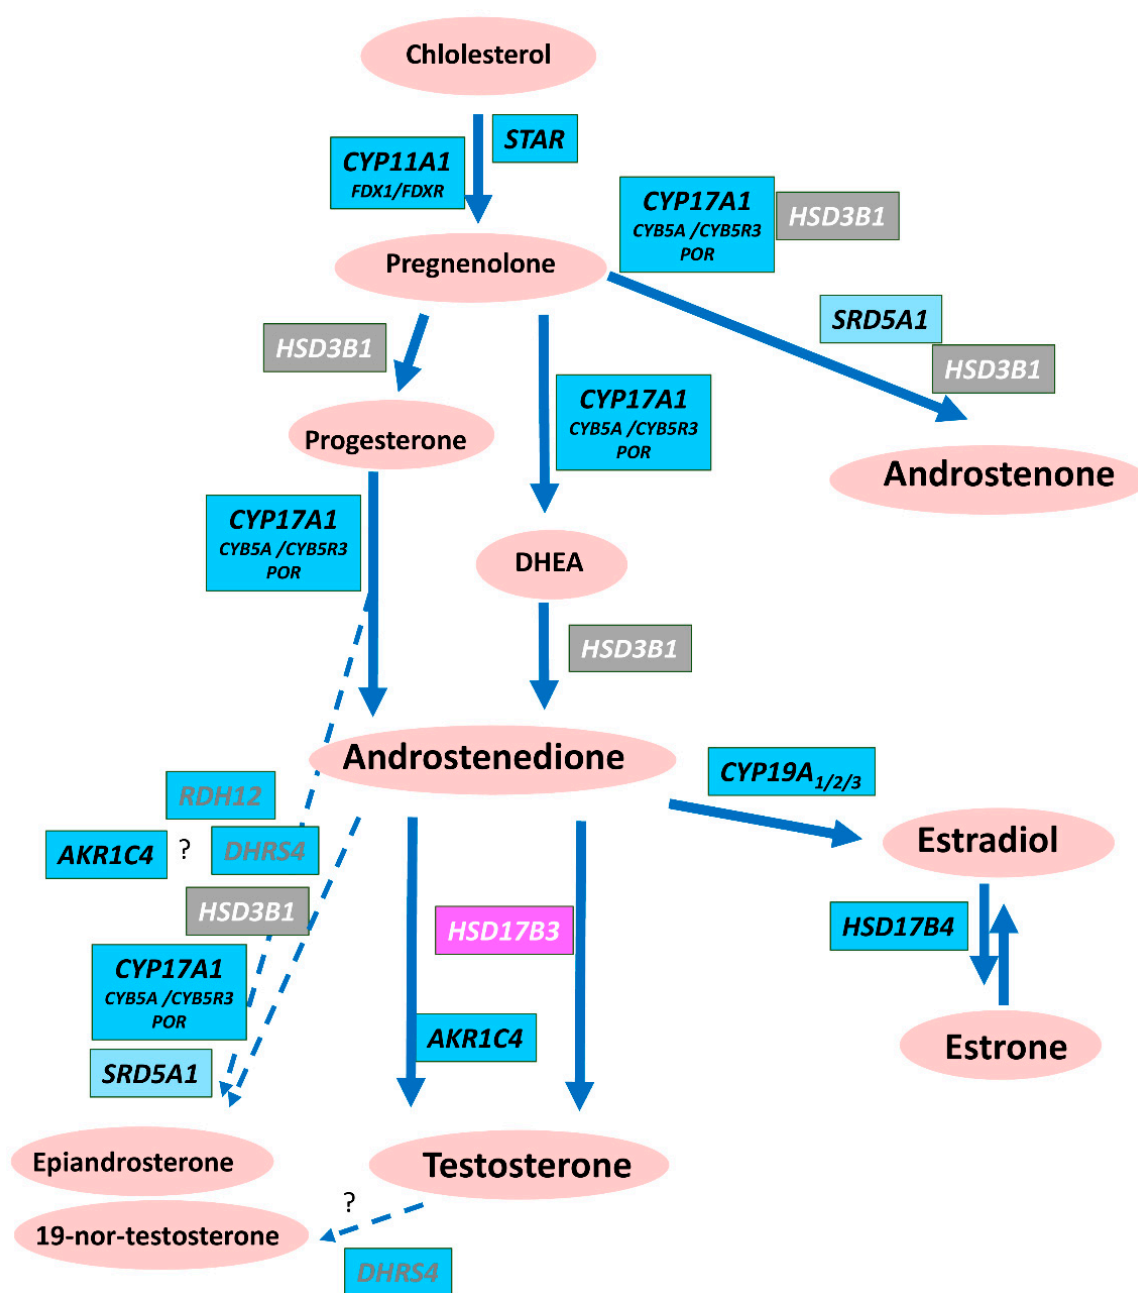 Chlolesterol
STAR
CYP11A1
FDX1/FDXR
CYP17A1
CYB5A /CYB5R3
POR
HSD3B1
Pregnenolone
SRD5A1
HSD3B1
HSD3B1
CYP17A1
CYB5A /CYB5R3
POR
Progesterone
Androstenone
CYP17A1
CYB5A /CYB5R3
POR
DHEA
HSD3B1
Androstenedione
CYP19A1/2/3
RDH12
AKR1C4
?
DHRS4
Estradiol
HSD3B1
HSD17B3
HSD17B4
CYP17A1
CYB5A /CYB5R3
POR
AKR1C4
Estrone
SRD5A1
Epiandrosterone
Testosterone
?
19-nor-testosterone
DHRS4